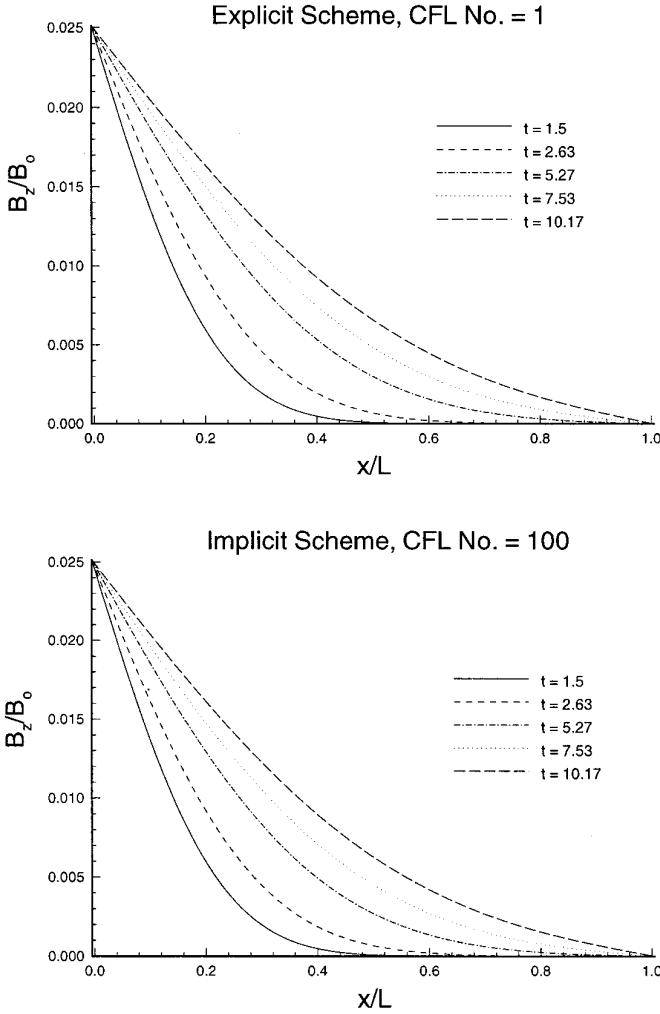 Explicit Scheme, CFL No. = 1
0.025
0.020
0.015
0.010
0.005
0.000
B_z/B_o
t = 1.5
t = 2.63
t = 5.27
t = 7.53
t = 10.17
0.0 0.2 0.4 0.6 0.8 1.0
x/L
Implicit Scheme, CFL No. = 100
0.025
0.020
0.015
0.010
0.005
0.000
B_z/B_o
t = 1.5
t = 2.63
t = 5.27
t = 7.53
t = 10.17
0.0 0.2 0.4 0.6 0.8 1.0
x/L